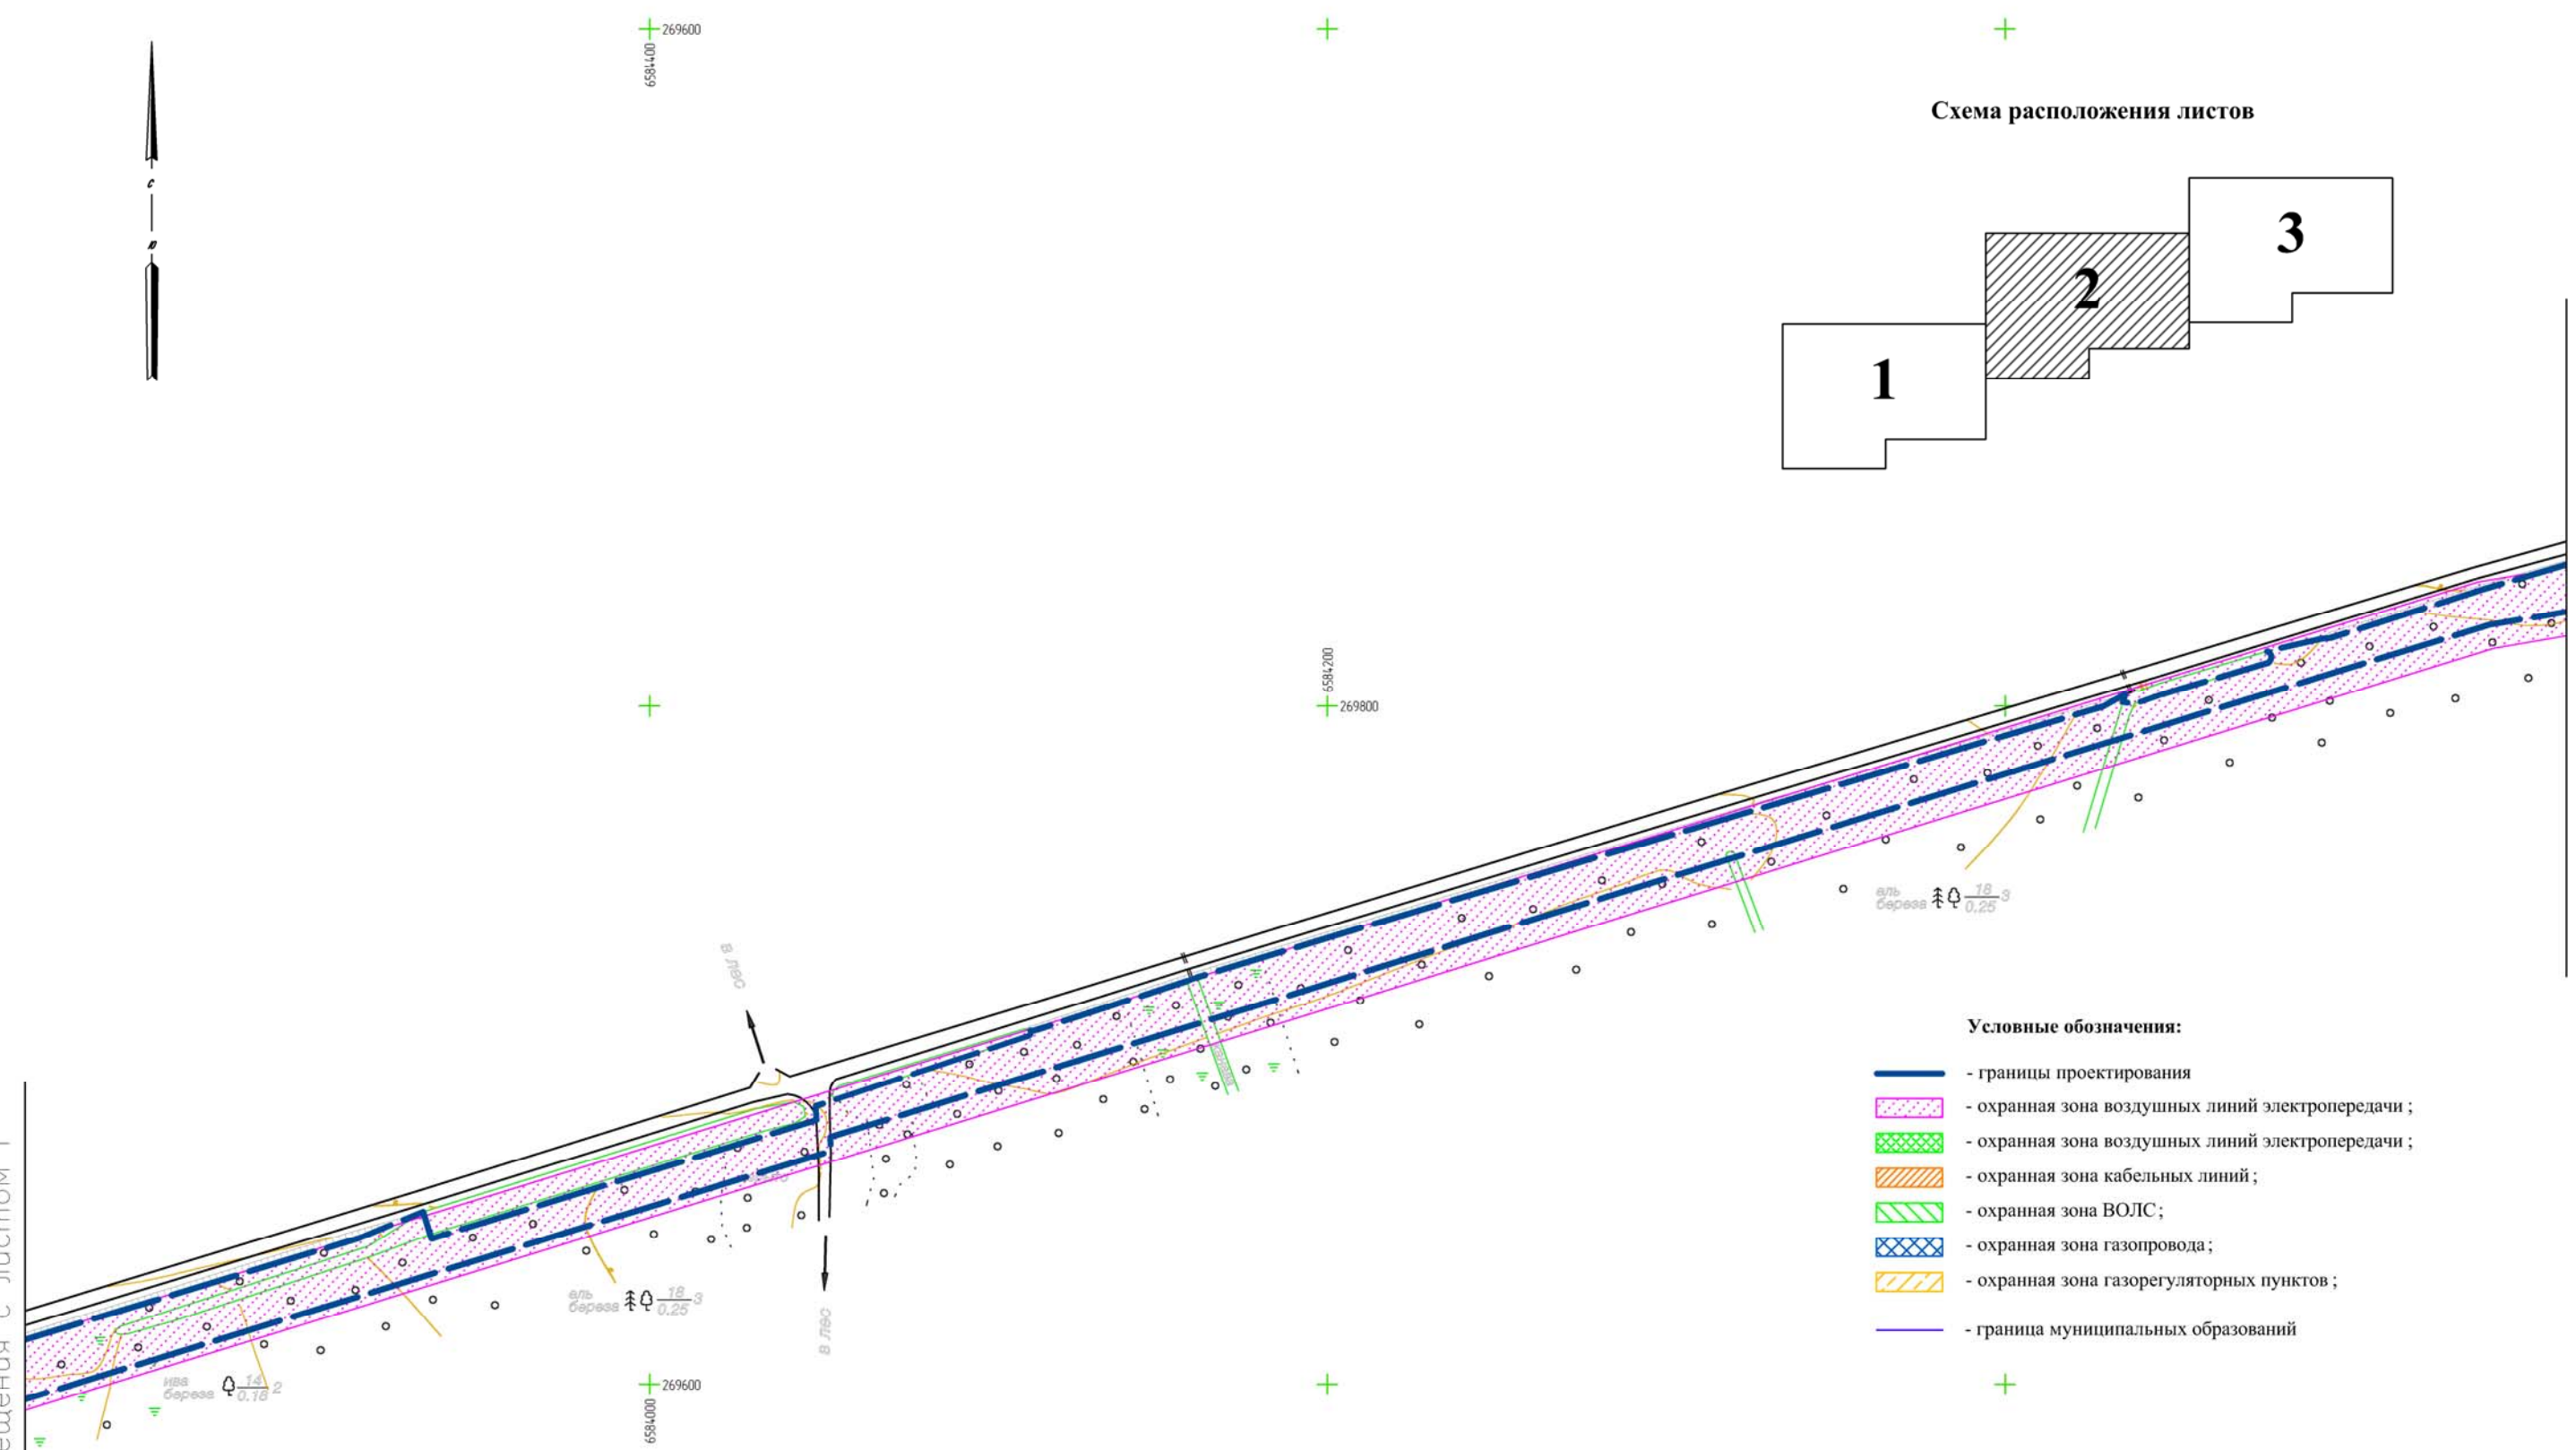 269600
6584400
с
ю
Схема расположения листов
1
2
3
6584200
269800
ель
береза
18
0.25
3
в лес
Условные обозначения:
- границы проектирования
- охранная зона воздушных линий электропередачи ;
- охранная зона воздушных линий электропередачи ;
- охранная зона кабельных линий ;
- охранная зона ВОЛС ;
- охранная зона газопровода ;
- охранная зона газорегуляторных пунктов ;
- граница муниципальных образований
ель
береза
18
0.25
3
в лес
ива
береза
14
0.18
2
269600
6584000